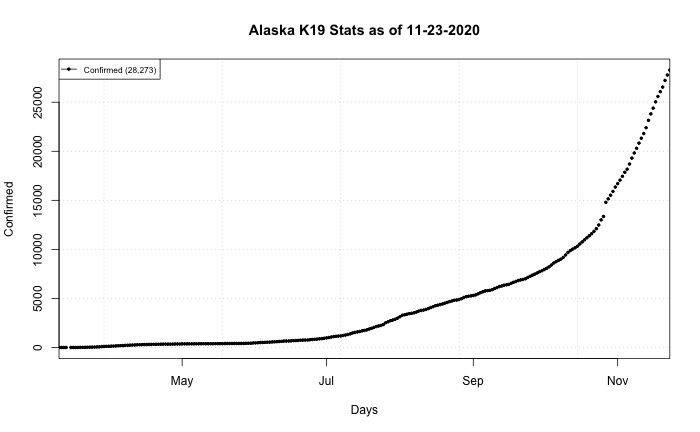 Alaska K19 Stats as of 11-23-2020
Confirmed (28,273)
Confirmed
25000
20000
15000
10000
5000
0
May
Jul
Sep
Nov
Days